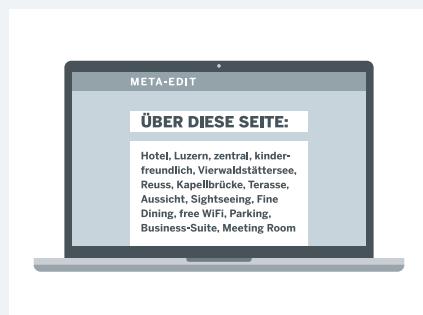 META-EDIT
ÜBER DIESE SEITE:
Hotel, Luzern, zentral, kinder-
freundlich, Vierwaldstättersee,
Reuss, Kapellbrücke, Terasse,
Aussicht, Sightseeing, Fine
Dining, free WiFi, Parking,
Business-Suite, Meeting Room